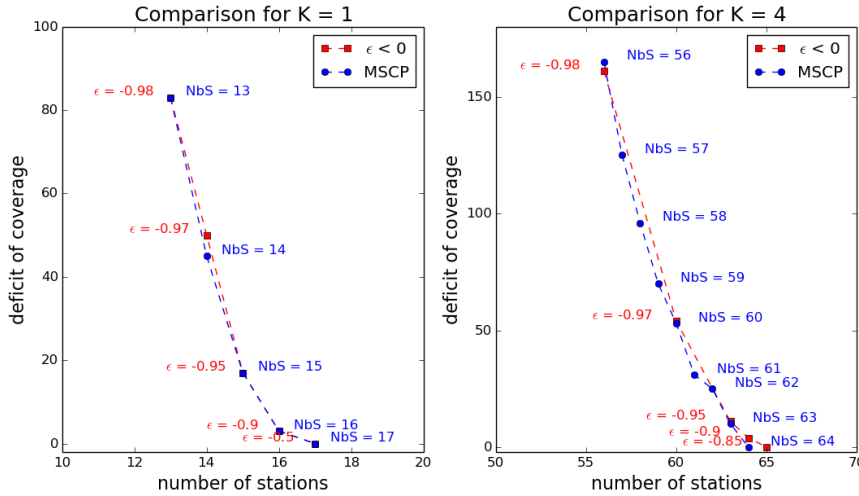 Comparison for K = 1
ϵ < 0
MSCP
ϵ = -0.98
NbS = 13
ϵ = -0.97
NbS = 14
ϵ = -0.95
NbS = 15
ϵ = -0.9
NbS = 16
ϵ = -0.5
NbS = 17
100
80
60
40
20
0
10
12
14
16
18
20
deficit of coverage
number of stations
Comparison for K = 4
ϵ < 0
MSCP
ϵ = -0.98
NbS = 56
NbS = 57
NbS = 58
NbS = 59
ϵ = -0.97
NbS = 60
NbS = 61
NbS = 62
ϵ = -0.95
NbS = 63
ϵ = -0.9
ϵ = -0.85
NbS = 64
150
100
50
0
50
55
60
65
70
deficit of coverage
number of stations